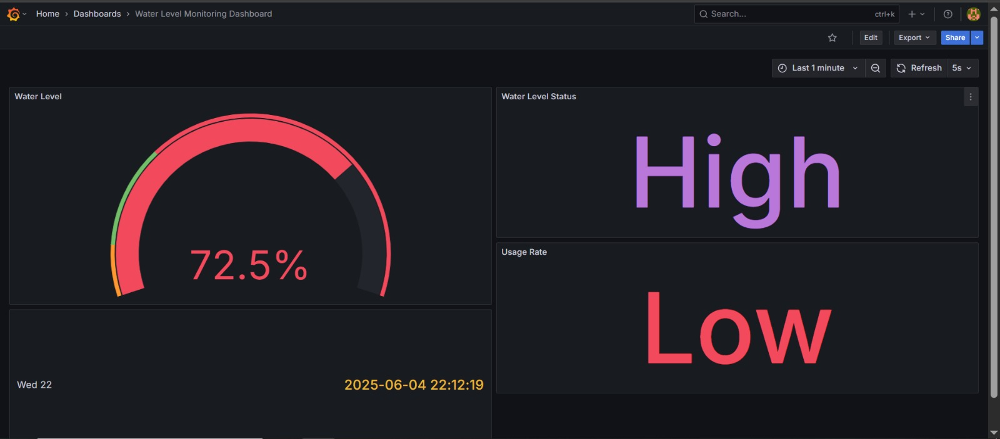 Home › Dashboards › Water Level Monitoring Dashboard
Search... ctrl+k
Edit Export Share
Last 1 minute Refresh 5s
Water Level
72.5%
Water Level Status
High
Usage Rate
Low
Wed 22 2025-06-04 22:12:19